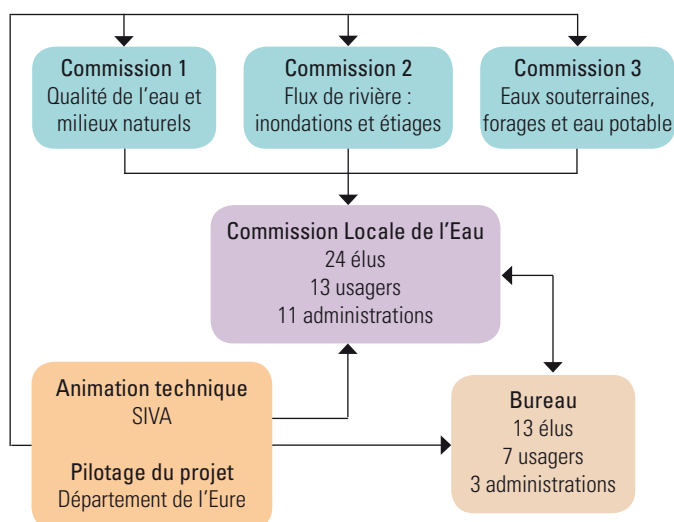 Commission 1
Qualité de l'eau et
milieux naturels
Commission 2
Flux de rivière :
inondations et étiages
Commission 3
Eaux souterraines,
forages et eau potable
Commission Locale de l'Eau
24 élus
13 usagers
11 administrations
Animation technique
SIVA
Pilotage du projet
Département de l'Eure
Bureau
13 élus
7 usagers
3 administrations